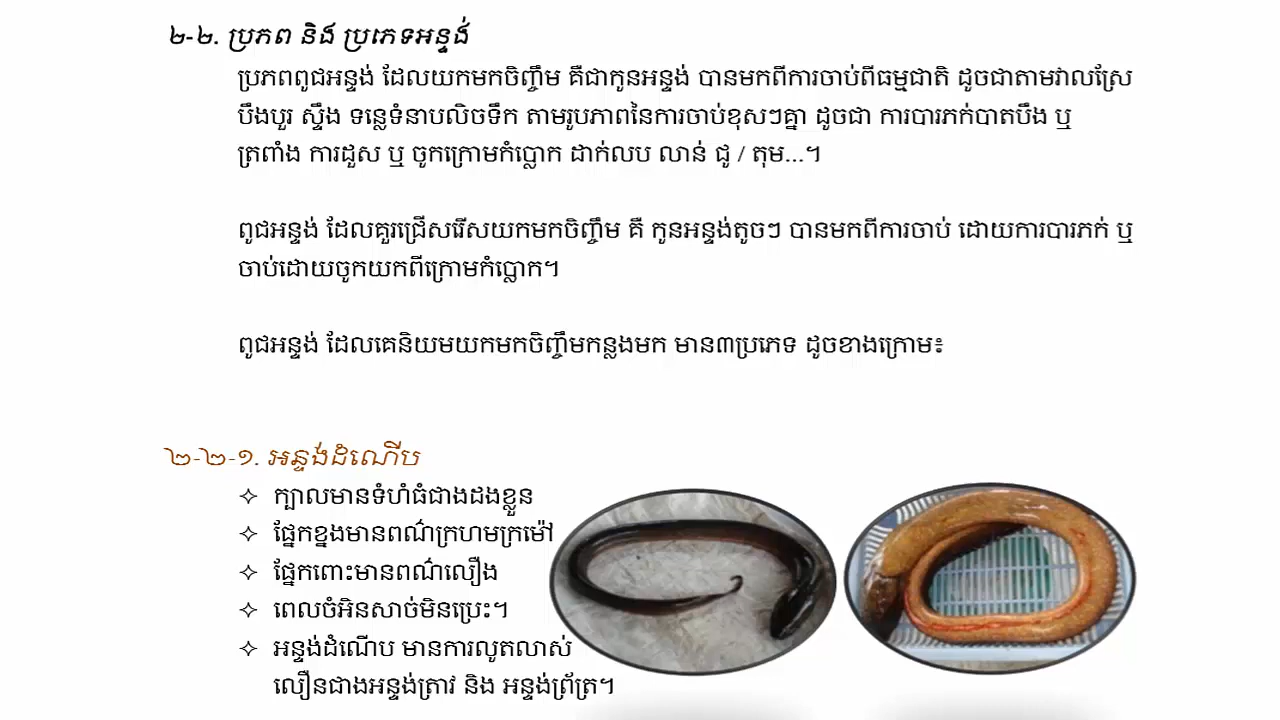 ២-២. ប្រភព និង ប្រភេទអន្ទង់
ប្រភពពូជអន្ទង់ ដែលយកមកចិញ្ចឹម គឺជាកូនអន្ទង់ បានមកពីការចាប់ពីធម្មជាតិ ដូចជាតាមវាលស្រែ
បឹងបួរ ស្ទឹង ទន្លេទំនាបលិចទឹក តាមរូបភាពនៃការចាប់ខុសៗគ្នា ដូចជា ការបារភក់បាតបឹង ឬ
ត្រពាំង ការដួស ឬ ចូកក្រោមកំប្លោក ដាក់លប លាន់ ជូ / តុម...។
ពូជអន្ទង់ ដែលគួរជ្រើសរើសយកមកចិញ្ចឹម គឺ កូនអន្ទង់តូចៗ បានមកពីការចាប់ ដោយការបារភក់ ឬ
ចាប់ដោយចូកយកពីក្រោមកំប្លោក។
ពូជអន្ទង់ ដែលគេនិយមយកមកចិញ្ចឹមកន្លងមក មាន៣ប្រភេទ ដូចខាងក្រោម៖
២-២-១. អន្ទង់ដំណើប
✧ ក្បាលមានទំហំធំជាងដងខ្លួន
✧ ផ្នែកខ្នងមានពណ៌ក្រហមក្រម៉ៅ
✧ ផ្នែកពោះមានពណ៌លឿង
✧ ពេលចំអិនសាច់មិនប្រេះ។
✧ អន្ទង់ដំណើប មានការលូតលាស់
លឿនជាងអន្ទង់ត្រាវ និង អន្ទង់ព្រ័ត្រ។